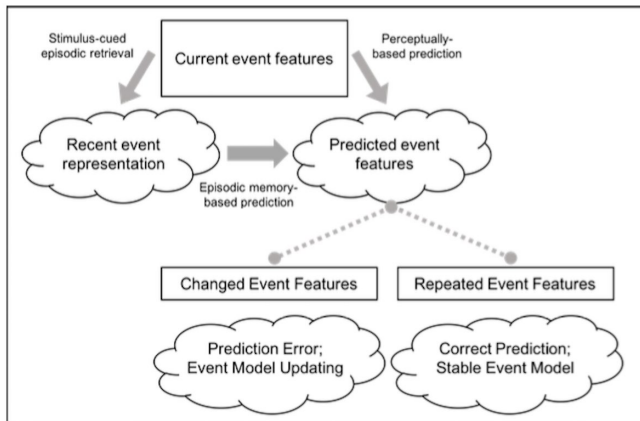 Stimulus-cued
episodic retrieval
Current event features
Perceptually-
based prediction
Recent event
representation
Predicted event
features
Episodic memory-
based prediction
Changed Event Features
Repeated Event Features
Prediction Error;
Event Model Updating
Correct Prediction;
Stable Event Model